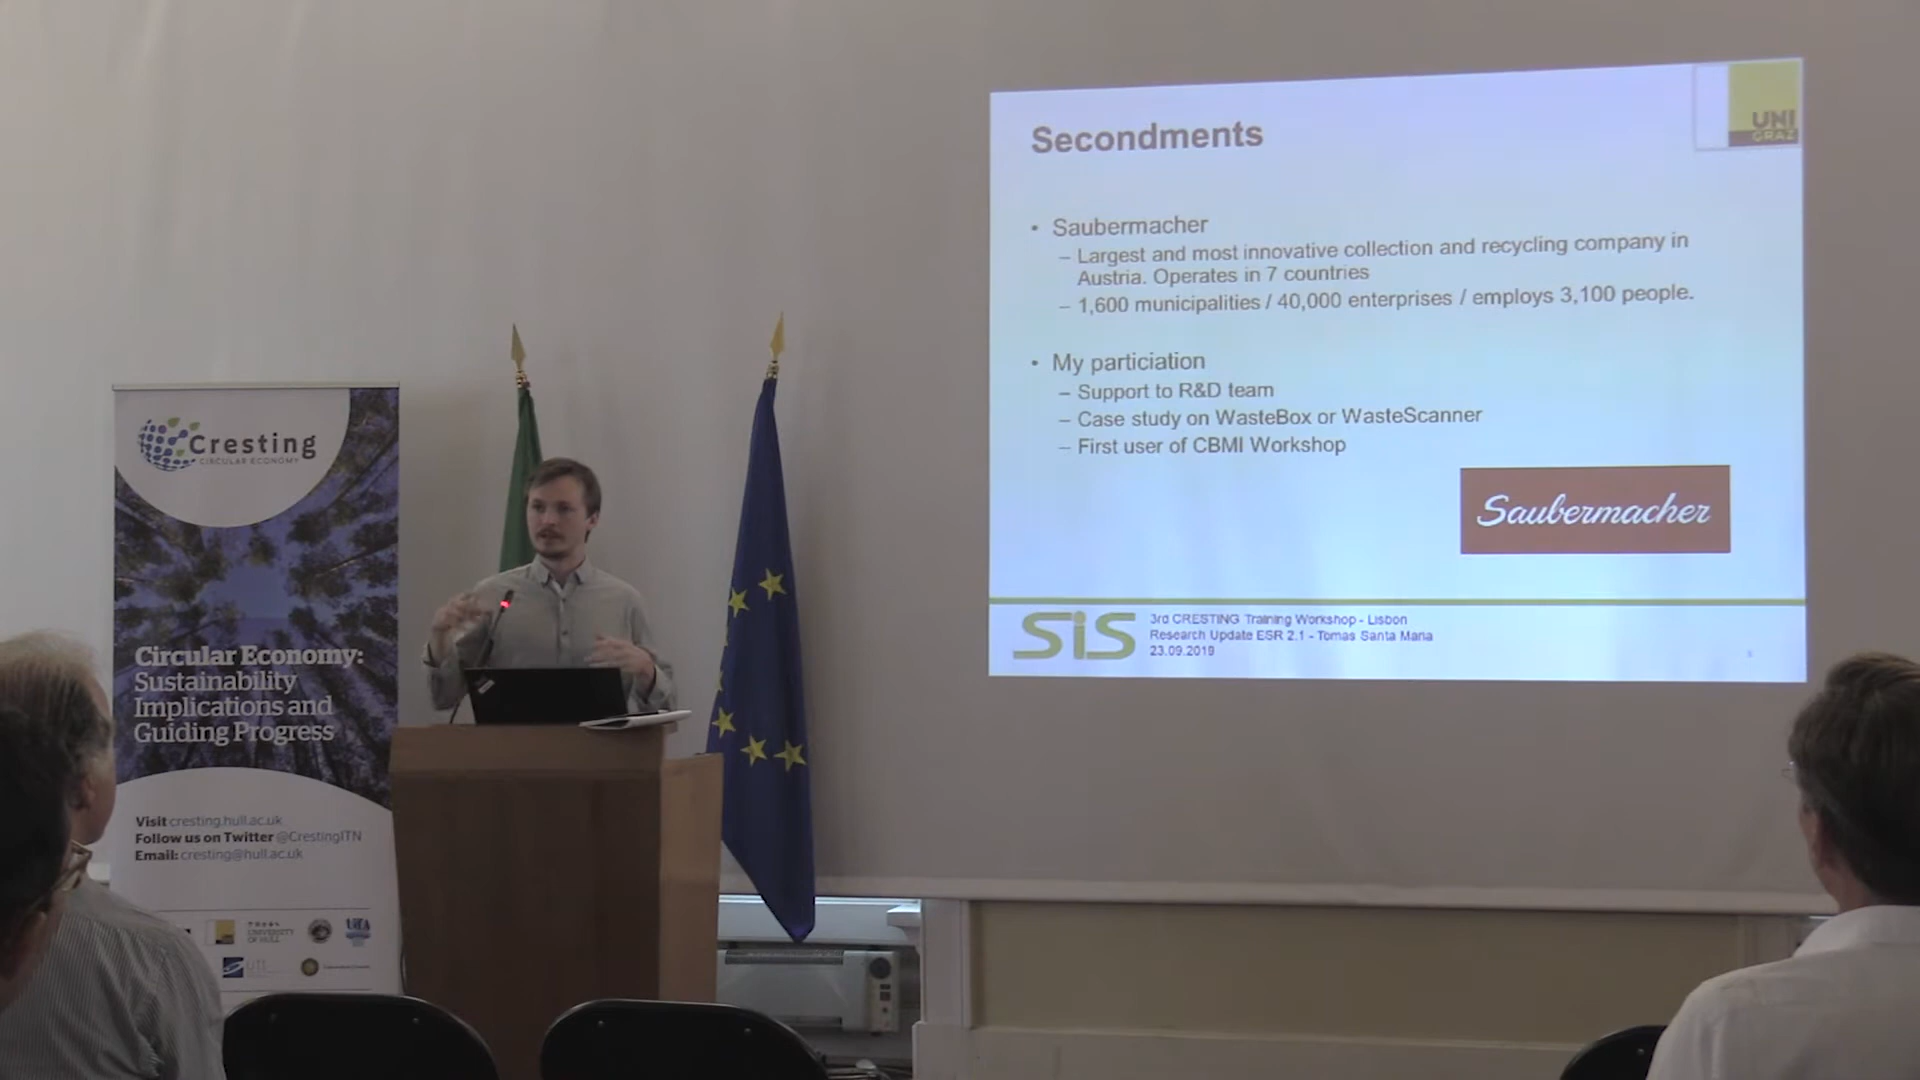 Cresting
CIRCULAR ECONOMY
Circular Economy:
Sustainability
Implications and
Guiding Progress
Visit cresting.hull.ac.uk
Follow us on Twitter @CrestingITN
Email: cresting@hull.ac.uk
UNIVERSITY
OF HULL
utt
UNI
GRAZ
Secondments
• Saubermacher
– Largest and most innovative collection and recycling company in
Austria. Operates in 7 countries
– 1,600 municipalities / 40,000 enterprises / employs 3,100 people.
• My particiation
– Support to R&D team
– Case study on WasteBox or WasteScanner
– First user of CBMI Workshop
Saubermacher
SiS
3rd CRESTING Training Workshop - Lisbon
Research Update ESR 2.1 - Tomas Santa Maria
23.09.2019